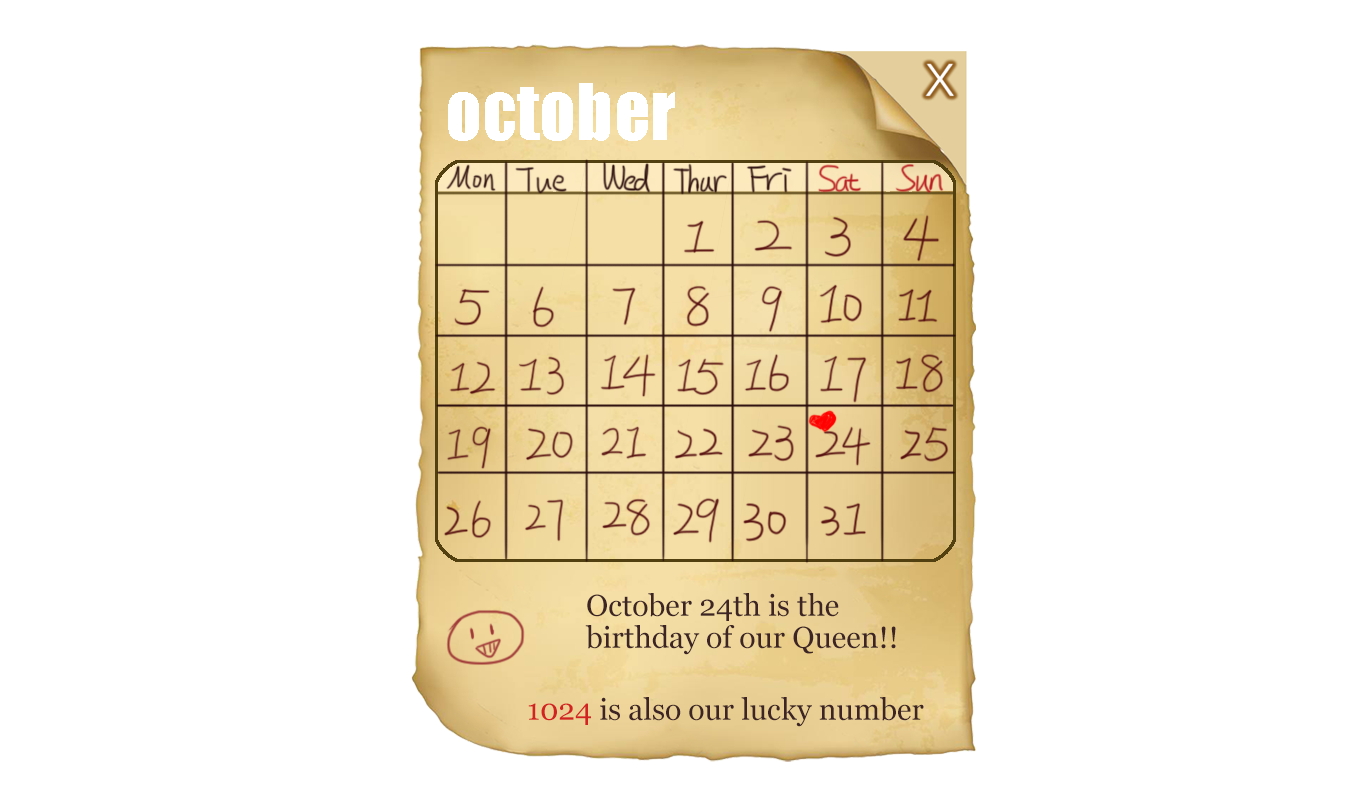 october
X
Mon Tue Wed Thur Fri Sat Sun
1 2 3 4
5 6 7 8 9 10 11
12 13 14 15 16 17 18
19 20 21 22 23 24 25
26 27 28 29 30 31
October 24th is the
birthday of our Queen!!
1024 is also our lucky number